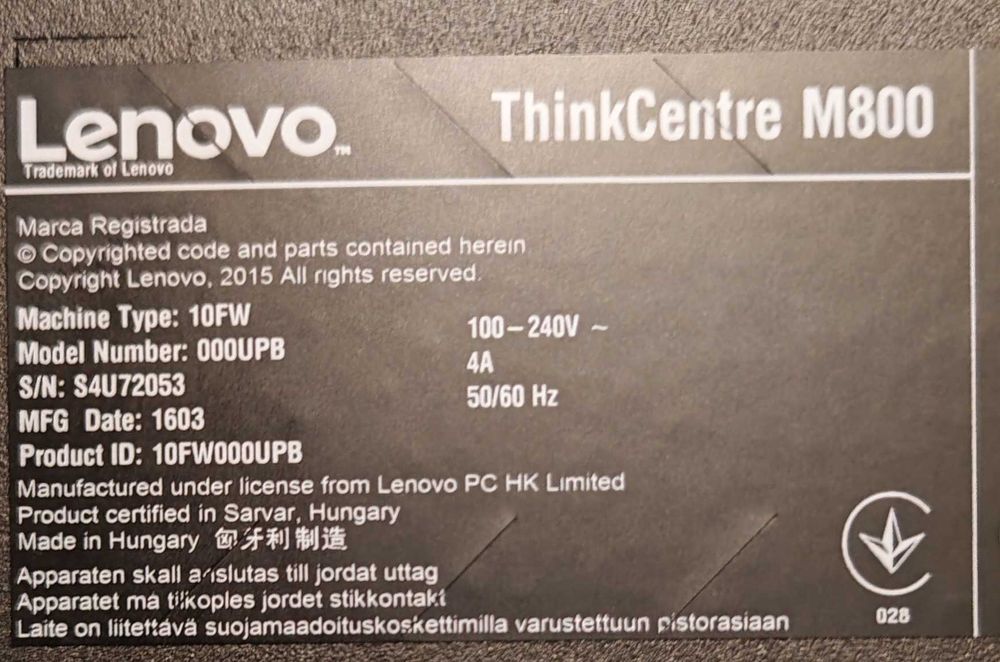 Lenovo™
Trademark of Lenovo
ThinkCentre M800
Marca Registrada
© Copyrighted code and parts contained herein
Copyright Lenovo, 2015 All rights reserved.
Machine Type: 10FW
Model Number: 000UPB
S/N: S4U72053
MFG Date: 1603
Product ID: 10FW000UPB
100–240V ~
4A
50/60 Hz
Manufactured under license from Lenovo PC HK Limited
Product certified in Sarvar, Hungary
Made in Hungary 匈牙利制造
Apparaten skall anslutas till jordat uttag
Apparatet må tilkoples jordet stikkontakt
Laite on liitettävä suojamaadoituskoskettimilla varustettuun pistorasiaan
028